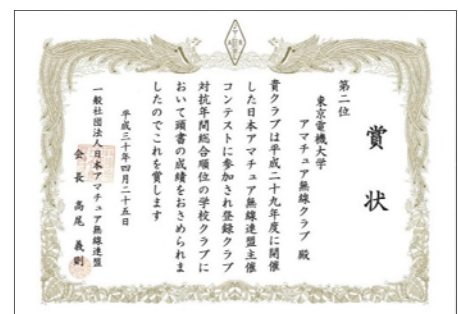 賞状
第二位
東京電機大学
アマチュア無線クラブ 殿
貴クラブは平成二十九年度に開催
した日本アマチュア無線連盟主催
コンテストに参加され登録クラブ
対抗年間総合順位の学校クラブに
おいて頭書の成績をおさめられま
したのでこれを賞します
平成三十年四月二十五日
一般社団法人日本アマチュア無線連盟
会長 高尾 義則